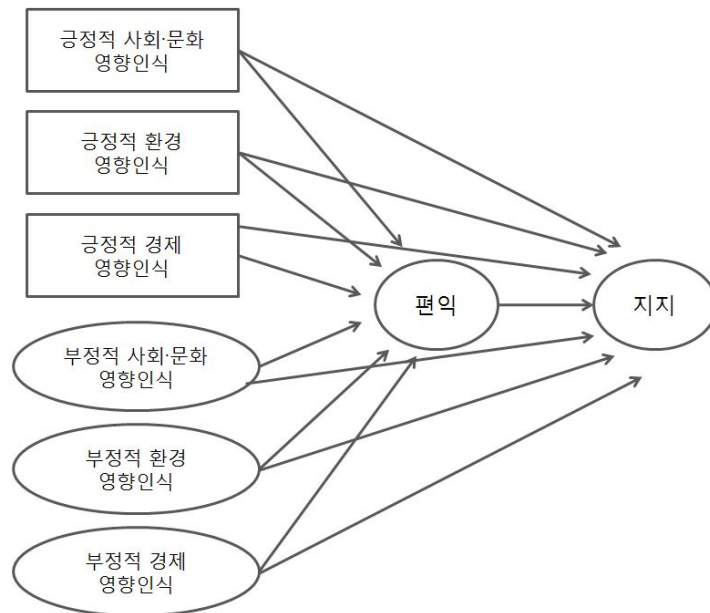 긍정적 사회·문화
영향인식
긍정적 환경
영향인식
긍정적 경제
영향인식
편익
지지
부정적 사회·문화
영향인식
부정적 환경
영향인식
부정적 경제
영향인식